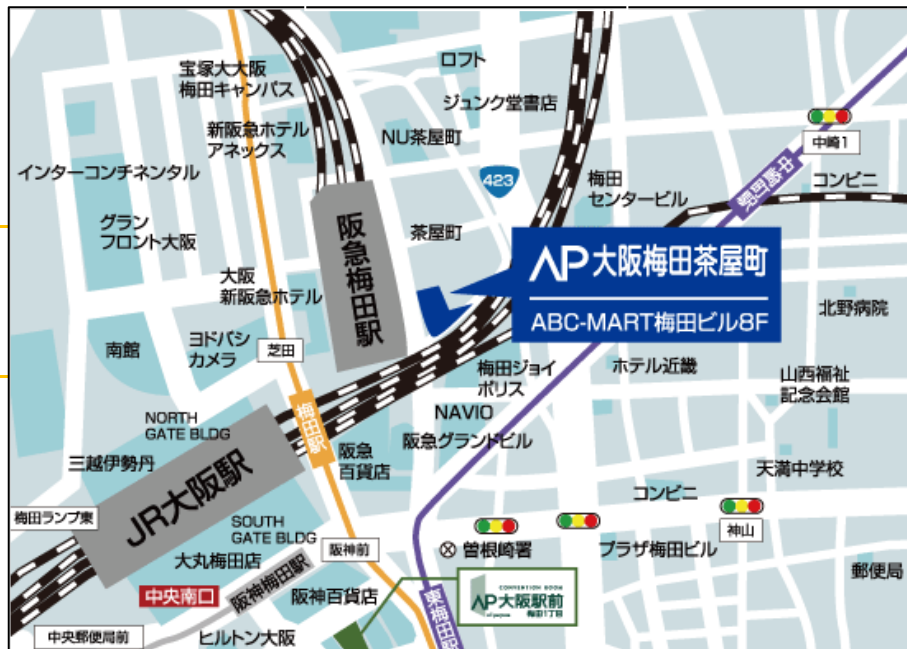 宝塚大大阪
梅田キャンパス
ロフト
ジュンク堂書店
新阪急ホテル
アネックス
NU茶屋町
中崎1
インターコンチネンタル
423
梅田
センタービル
中崎町駅
コンビニ
グラン
フロント大阪
阪急梅田駅
茶屋町
AP大阪梅田茶屋町
ABC-MART梅田ビル8F
大阪
新阪急ホテル
北野病院
南館
ヨドバシ
カメラ
芝田
梅田ジョイ
ポリス
ホテル近畿
山西福祉
記念会館
NORTH
GATE BLDG
梅田駅
NAVIO
阪急
百貨店
阪急グランドビル
三越伊勢丹
JR大阪駅
天満中学校
コンビニ
梅田ランプ東
SOUTH
GATE BLDG
阪神前
曽根崎署
神山
プラザ梅田ビル
大丸梅田店
阪神梅田駅
郵便局
中央南口
阪神百貨店
東梅田駅
CONVENTION ROOM
AP大阪駅前
梅田1丁目
中央郵便局前
ヒルトン大阪